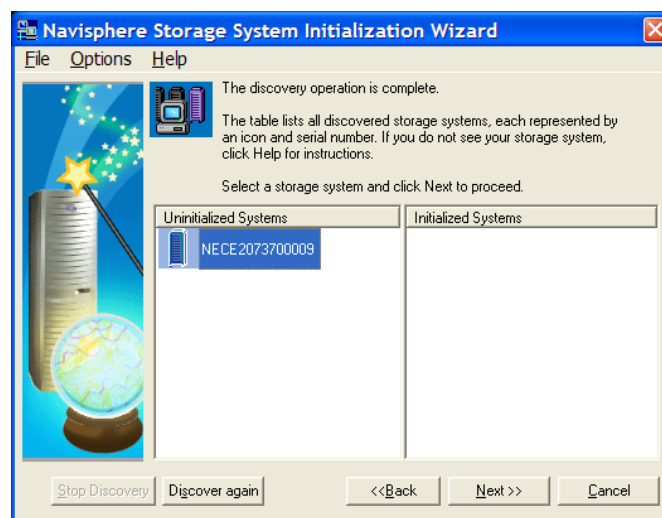 Navisphere Storage System Initialization Wizard
File Options Help
The discovery operation is complete.
The table lists all discovered storage systems, each represented by
an icon and serial number. If you do not see your storage system,
click Help for instructions.
Select a storage system and click Next to proceed.
Uninitialized Systems Initialized Systems
NECE2073700009
Stop Discovery Discover again <<Back Next >> Cancel